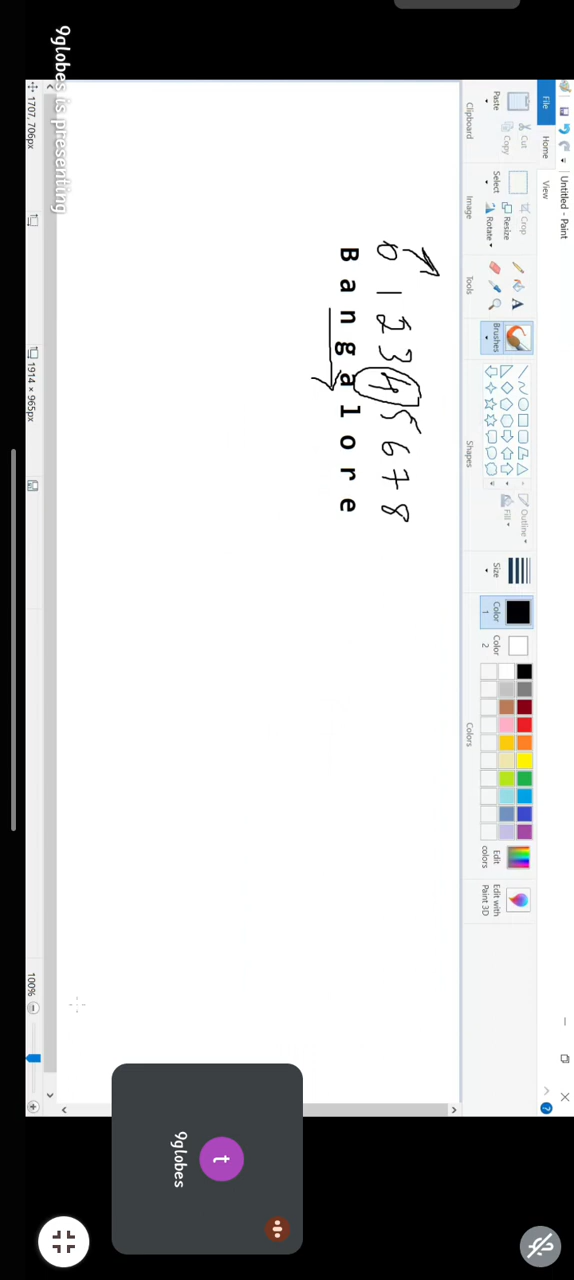 Untitled - Paint
File
Home
View
Paste
Cut
Copy
Clipboard
Select
Crop
Resize
Rotate
Image
Tools
Brushes
Shapes
Outline
Fill
Size
Color 1
Color 2
Colors
Edit colors
Edit with Paint 3D
0 1 2 3 4 5 6 7 8
B a n g a l o r e
1707, 706px
1914 × 965px
100%
9globes is presenting
t
9globes